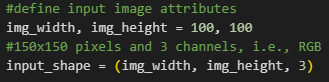 #define input image attributes
img_width, img_height = 100, 100
#150x150 pixels and 3 channels, i.e., RGB
input_shape = (img_width, img_height, 3)